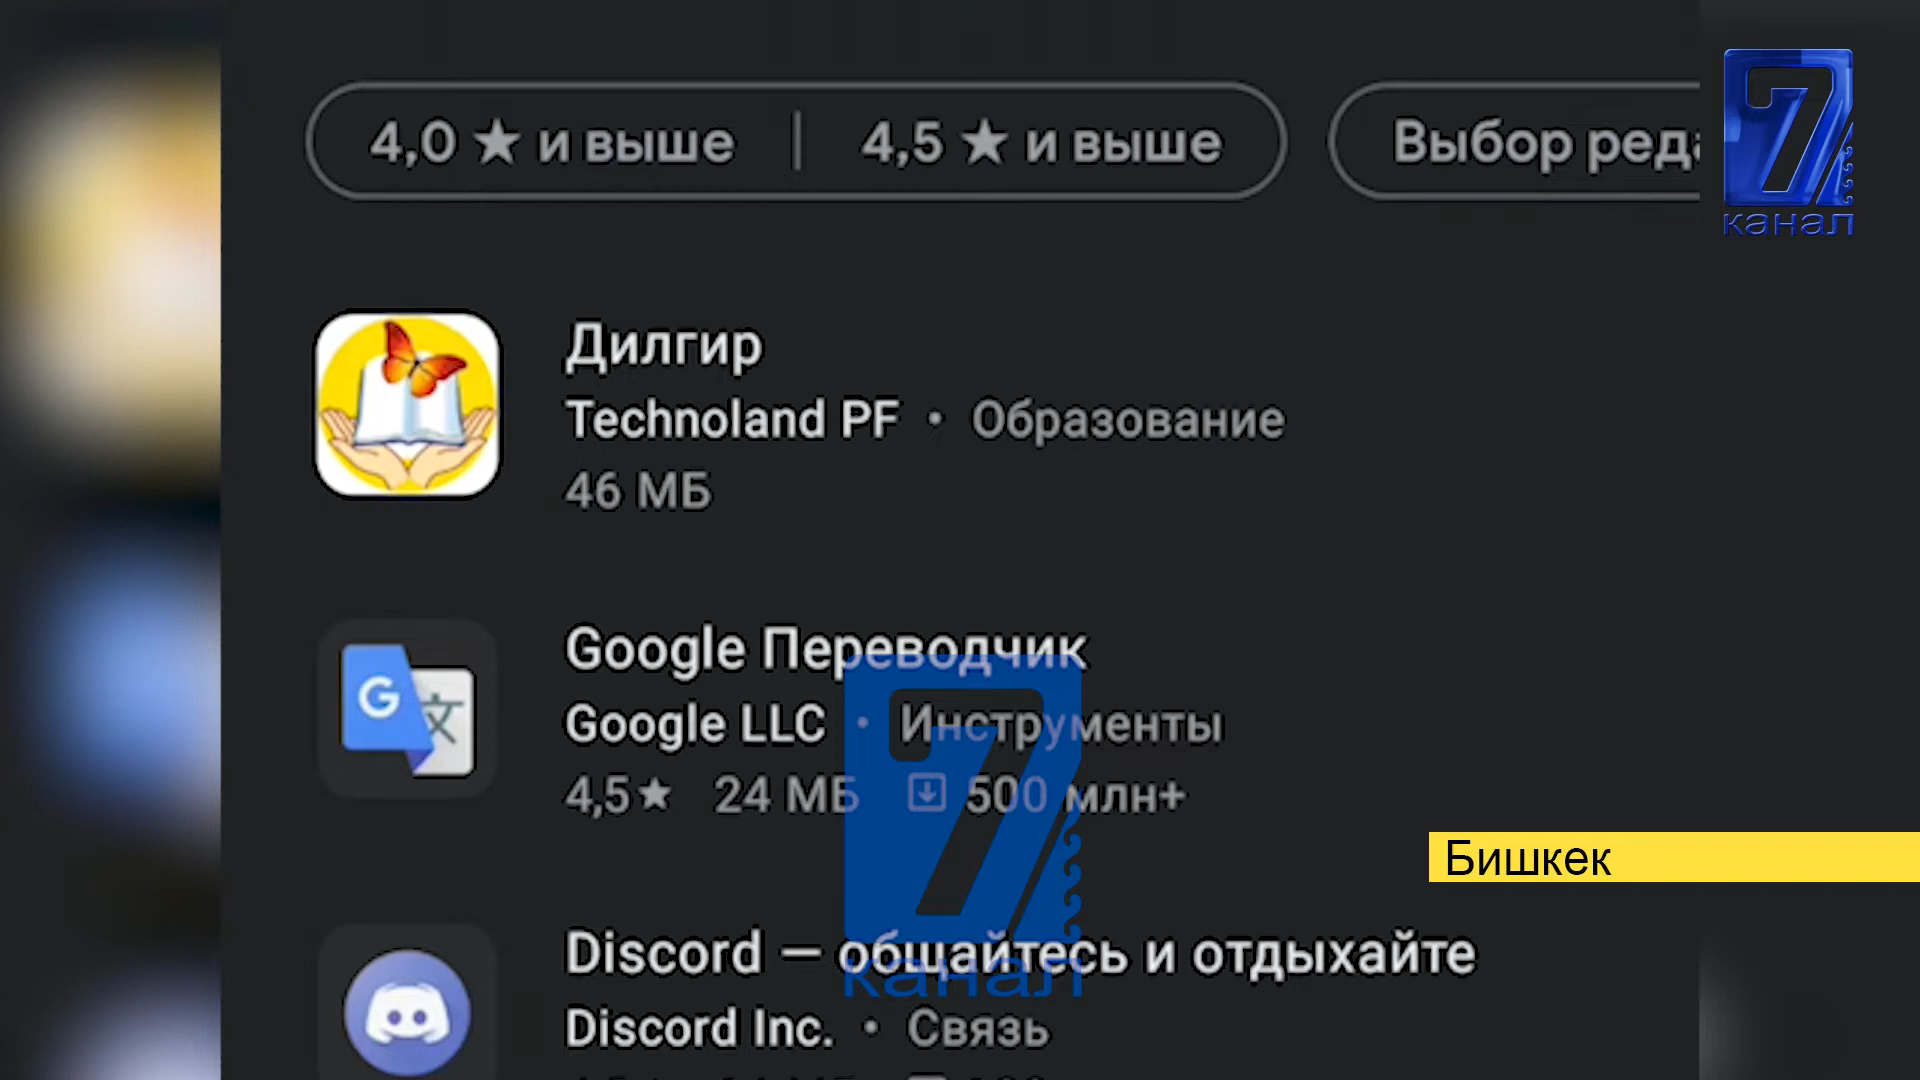 4,0 ★ и выше | 4,5 ★ и выше
Выбор
7
канал
Дилгир
Technoland PF • Образование
46 МБ
Google Переводчик
Google LLC • Инструменты
4,5★ 24 МБ 500 млн+
7
канал
Бишкек
Discord — общайтесь и отдыхайте
Discord Inc. • Связь